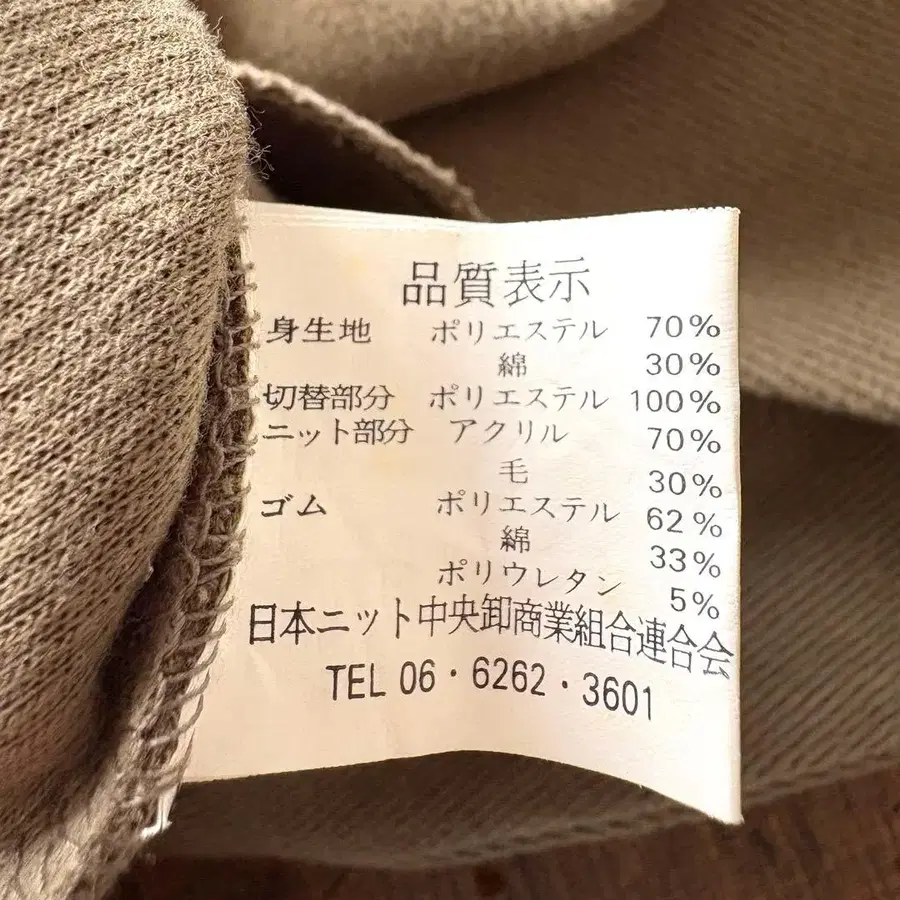 品質表示
身生地 ポリエステル 70%
綿 30%
切替部分 ポリエステル 100%
ニット部分 アクリル 70%
毛 30%
ゴム ポリエステル 62%
綿 33%
ポリウレタン 5%
日本ニット中央卸商業組合連合会
TEL 06・6262・3601